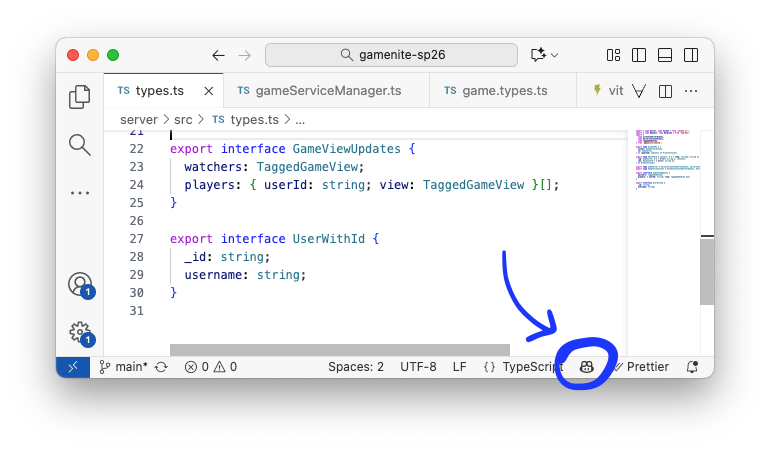 gamenite-sp26
TS types.ts
TS gameServiceManager.ts
TS game.types.ts
vit
server > src > TS types.ts > ...
21
22 export interface GameViewUpdates {
23 watchers: TaggedGameView;
24 players: { userId: string; view: TaggedGameView }[];
25 }
26
27 export interface UserWithId {
28 _id: string;
29 username: string;
30 }
31
1
1
main* 0 0 Spaces: 2 UTF-8 LF {} TypeScript Prettier